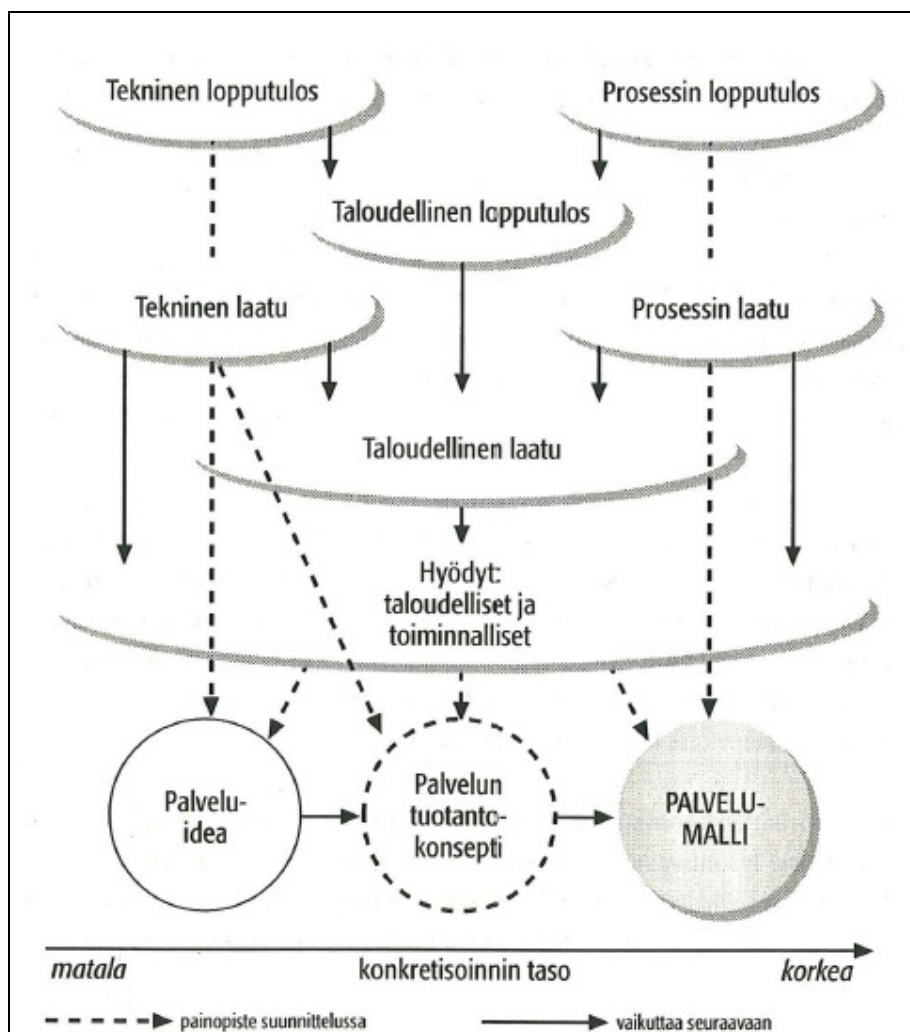 Tekninen lopputulos
Prosessin lopputulos
Taloudellinen lopputulos
Tekninen laatu
Prosessin laatu
Taloudellinen laatu
Hyödyt:
taloudelliset ja
toiminnalliset
Palvelu-
idea
Palvelun
tuotanto-
konsepti
PALVELU-
MALLI
matala
konkretisoinnin taso
korkea
painopiste suunnittelussa
vaikuttaa seuraavaan